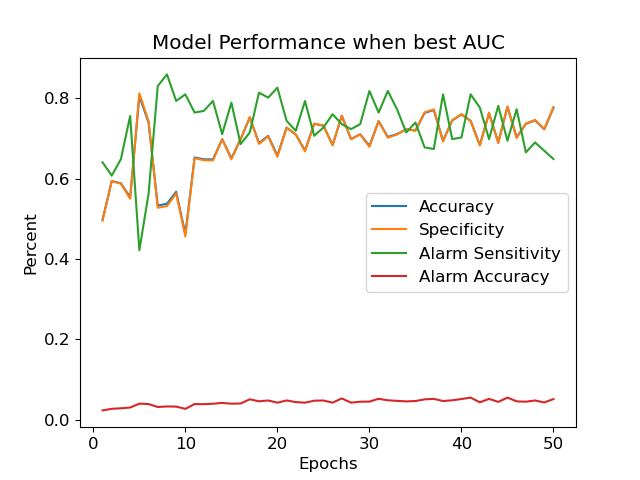 Model Performance when best AUC
Percent
0.8
0.6
0.4
0.2
0.0
Accuracy
Specificity
Alarm Sensitivity
Alarm Accuracy
0 10 20 30 40 50
Epochs